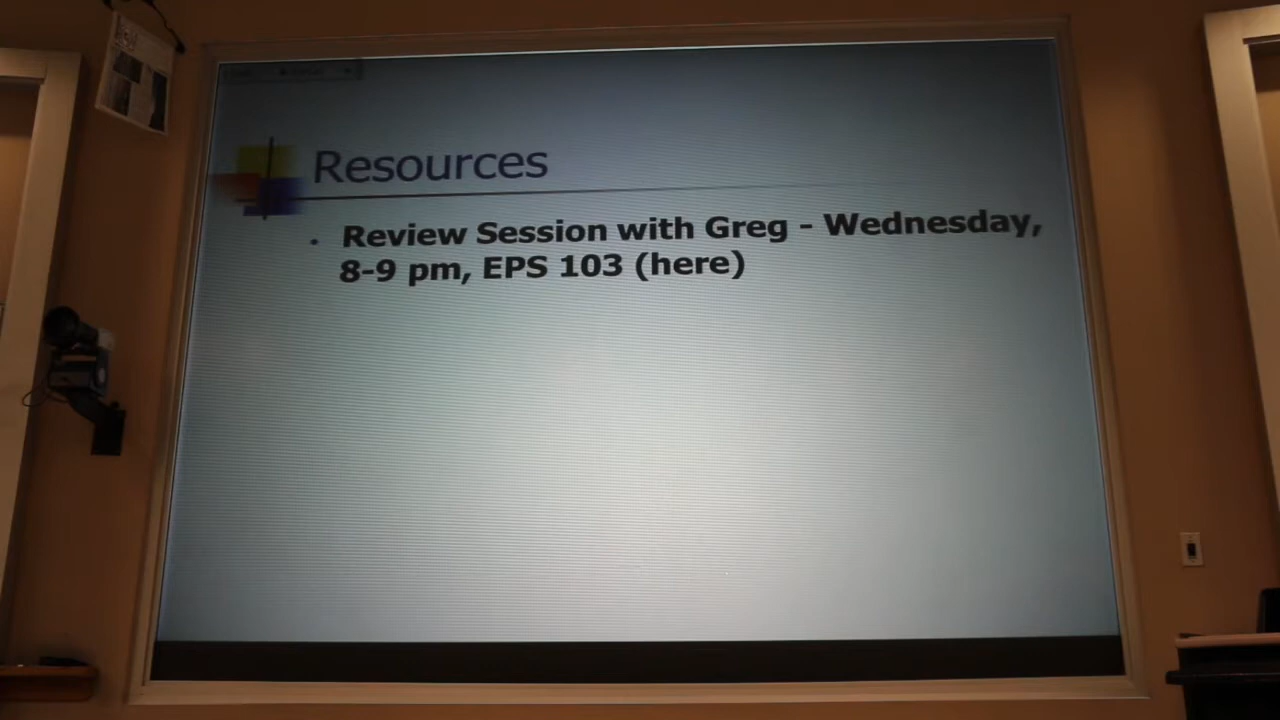 Resources
. Review Session with Greg - Wednesday,
8-9 pm, EPS 103 (here)